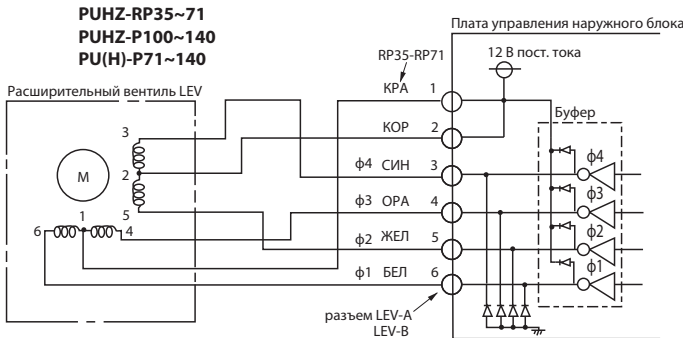 PUHZ-RP35~71
PUHZ-P100~140
PU(H)-P71~140
Плата управления наружного блока
RP35-RP71
12 В пост. тока
Расширительный вентиль LEV
КРА 1
Буфер
3
КОР 2
ф4
М
2
ф4 СИН 3
ф3
5
ф3 ОРА 4
ф2
6 1 4
ф2 ЖЕЛ 5
ф1
ф1 БЕЛ 6
разъем LEV-A
LEV-B